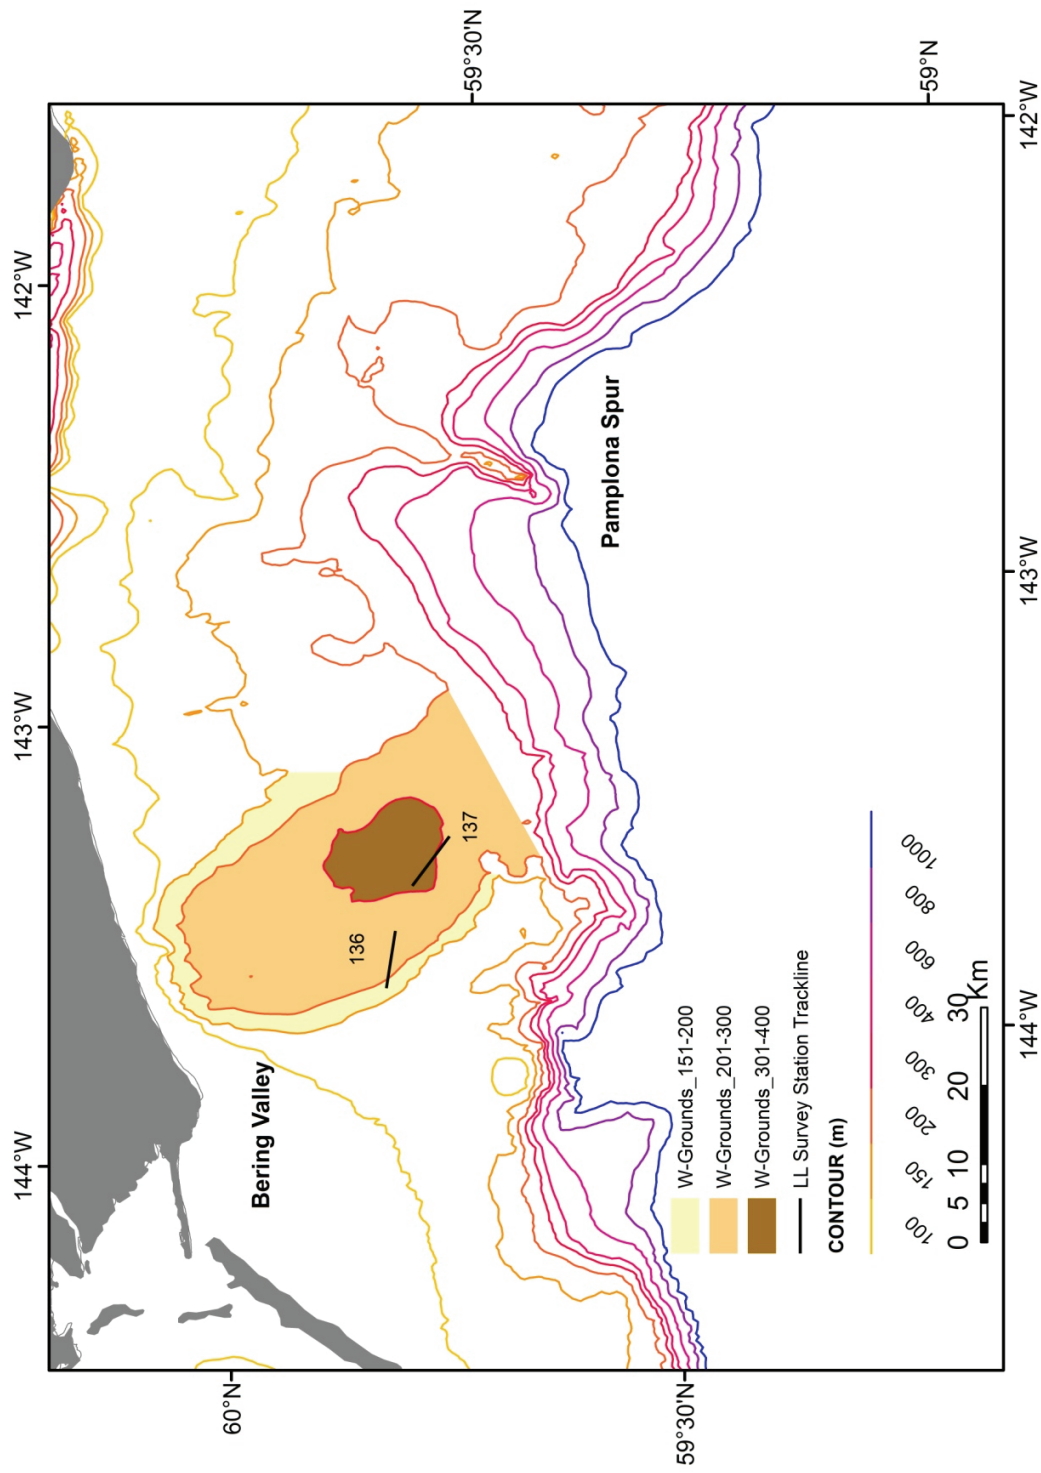 142°W
143°W
144°W
59°30'N
59°N
60°N
59°30'N
142°W
143°W
144°W
Bering Valley
Pamplona Spur
136
137
W-Grounds_151-200
W-Grounds_201-300
W-Grounds_301-400
LL Survey Station Trackline
CONTOUR (m)
100 150 200 300 400 600 800 1000
0 5 10 20 30
Km